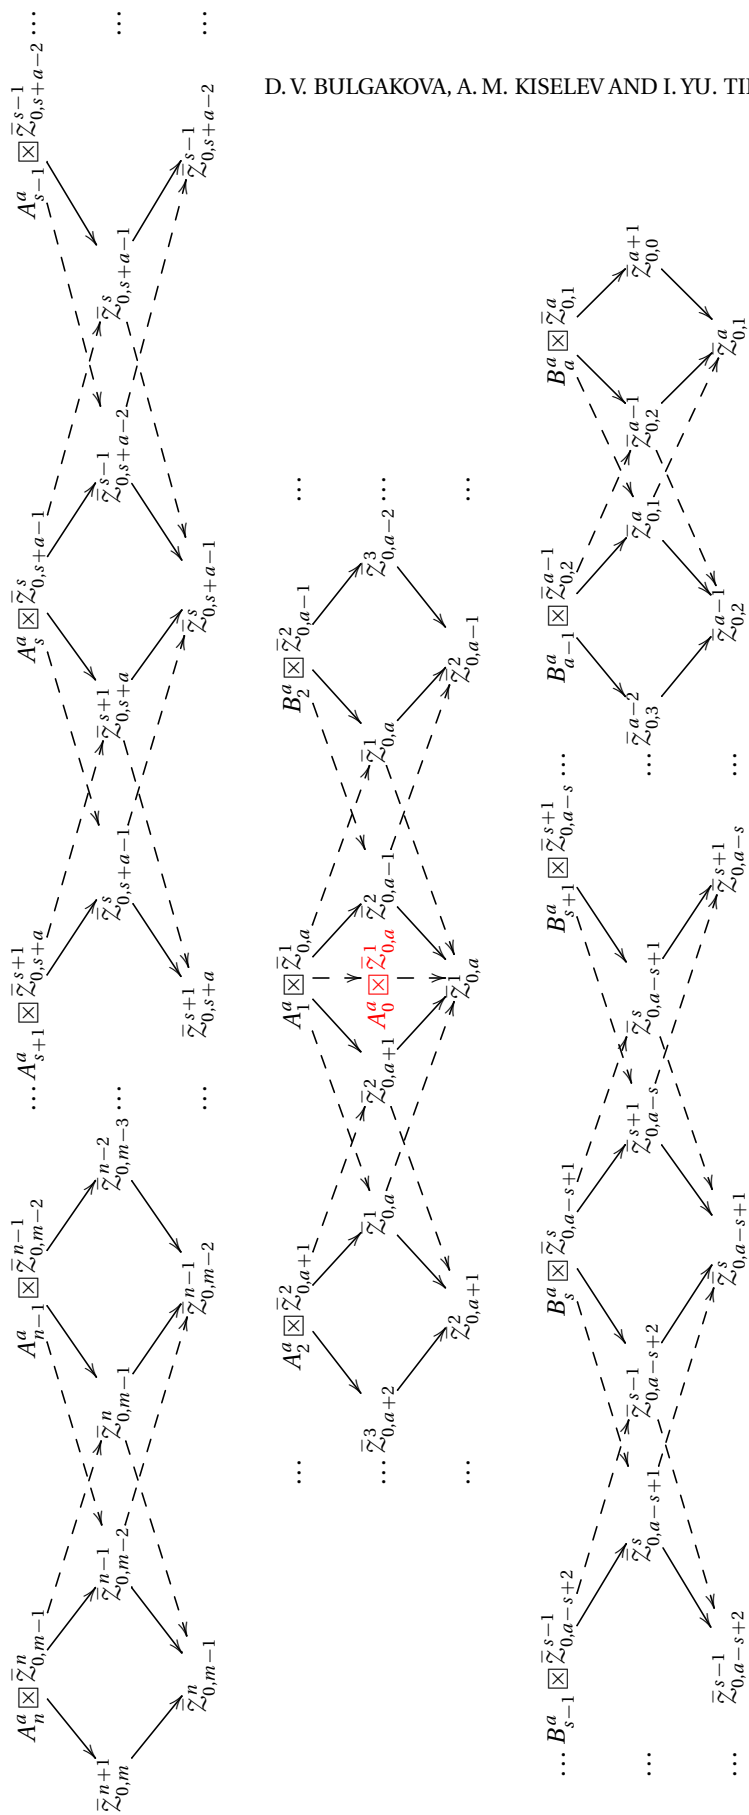 D. V. BULGAKOVA, A. M. KISELEV AND I. YU. TI
… A^a_{s+1} ⊠ \bar{Z}^{s+1}_{0,s+a} A^a_s ⊠ \bar{Z}^s_{0,s+a-1} A^a_{s-1} ⊠ \bar{Z}^{s-1}_{0,s+a-2} …
… \bar{Z}^s_{0,s+a-1} \bar{Z}^{s+1}_{0,s+a} \bar{Z}^{s-1}_{0,s+a-2} \bar{Z}^s_{0,s+a-1} …
… \bar{Z}^{s+1}_{0,s+a} \bar{Z}^s_{0,s+a-1} \bar{Z}^{s-1}_{0,s+a-2} …
A^a_n ⊠ \bar{Z}^n_{0,m-1} A^a_{n-1} ⊠ \bar{Z}^{n-1}_{0,m-2}
\bar{Z}^{n+1}_{0,m} \bar{Z}^{n-1}_{0,m-2} \bar{Z}^n_{0,m-1} \bar{Z}^{n-2}_{0,m-3}
\bar{Z}^n_{0,m-1} \bar{Z}^{n-1}_{0,m-2}
… A^a_2 ⊠ \bar{Z}^2_{0,a+1} A^a_1 ⊠ \bar{Z}^1_{0,a} B^a_2 ⊠ \bar{Z}^2_{0,a-1} …
… \bar{Z}^3_{0,a+2} \bar{Z}^1_{0,a} \bar{Z}^2_{0,a+1} A^a_0 ⊠ \bar{Z}^1_{0,a} \bar{Z}^2_{0,a-1} \bar{Z}^1_{0,a} \bar{Z}^3_{0,a-2} …
… \bar{Z}^2_{0,a+1} \bar{Z}^1_{0,a} \bar{Z}^2_{0,a-1} …
… B^a_{s-1} ⊠ \bar{Z}^{s-1}_{0,a-s+2} B^a_s ⊠ \bar{Z}^s_{0,a-s+1} B^a_{s+1} ⊠ \bar{Z}^{s+1}_{0,a-s} …
… \bar{Z}^s_{0,a-s+1} \bar{Z}^{s-1}_{0,a-s+2} \bar{Z}^{s+1}_{0,a-s} \bar{Z}^s_{0,a-s+1} …
… \bar{Z}^{s-1}_{0,a-s+2} \bar{Z}^s_{0,a-s+1} \bar{Z}^{s+1}_{0,a-s} …
B^a_{a-1} ⊠ \bar{Z}^{a-1}_{0,2} B^a_a ⊠ \bar{Z}^a_{0,1}
\bar{Z}^{a-2}_{0,3} \bar{Z}^a_{0,1} \bar{Z}^{a-1}_{0,2} \bar{Z}^{a+1}_{0,0}
\bar{Z}^{a-1}_{0,2} \bar{Z}^a_{0,1}